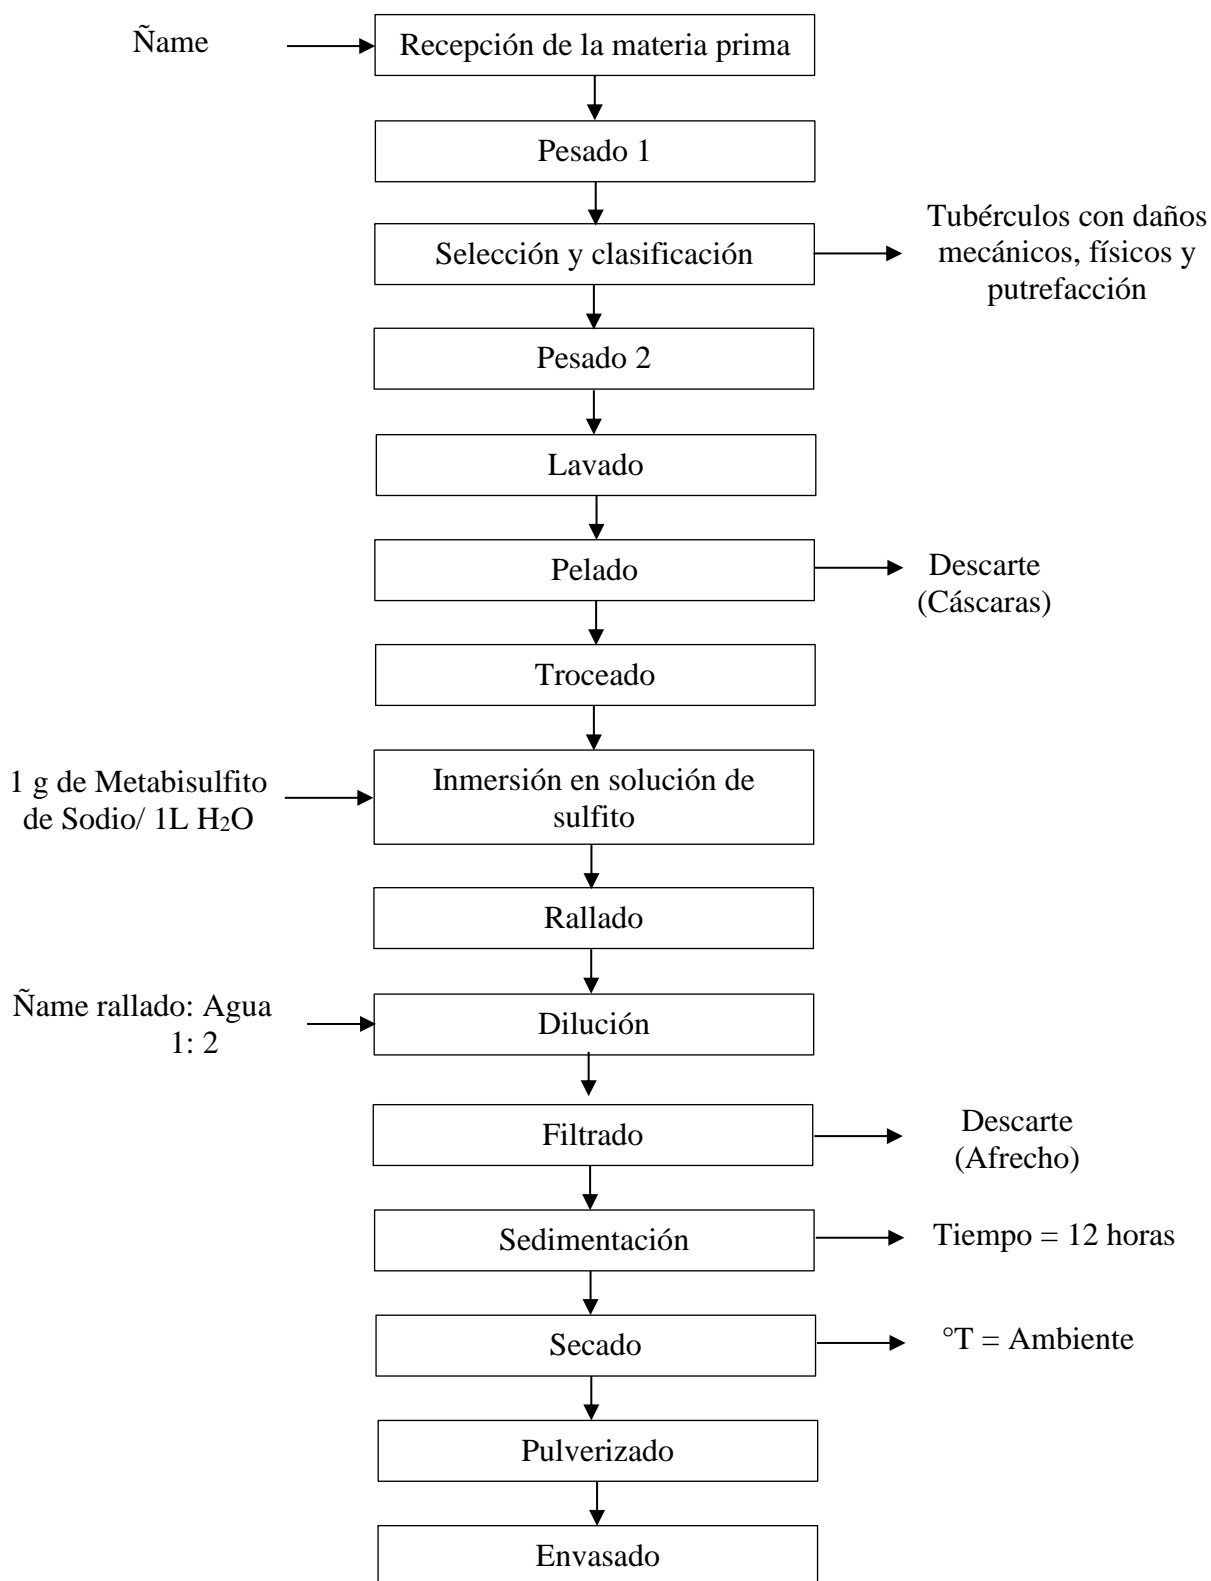 Ñame
Recepción de la materia prima
Pesado 1
Selección y clasificación
Tubérculos con daños
mecánicos, físicos y
putrefacción
Pesado 2
Lavado
Pelado
Descarte
(Cáscaras)
Troceado
1 g de Metabisulfito
de Sodio/ 1L H₂O
Inmersión en solución de
sulfito
Rallado
Ñame rallado: Agua
1: 2
Dilución
Filtrado
Descarte
(Afrecho)
Sedimentación
Tiempo = 12 horas
Secado
°T = Ambiente
Pulverizado
Envasado